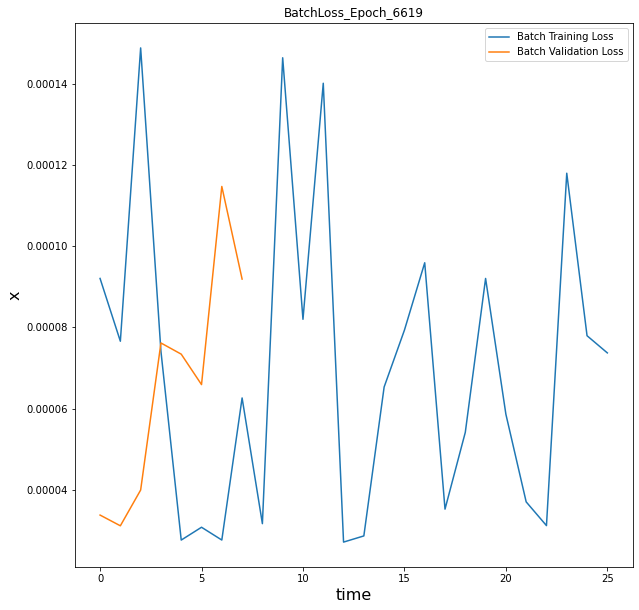 BatchLoss_Epoch_6619
Batch Training Loss
Batch Validation Loss
0.00014
0.00012
0.00010
0.00008
0.00006
0.00004
x
0 5 10 15 20 25
time